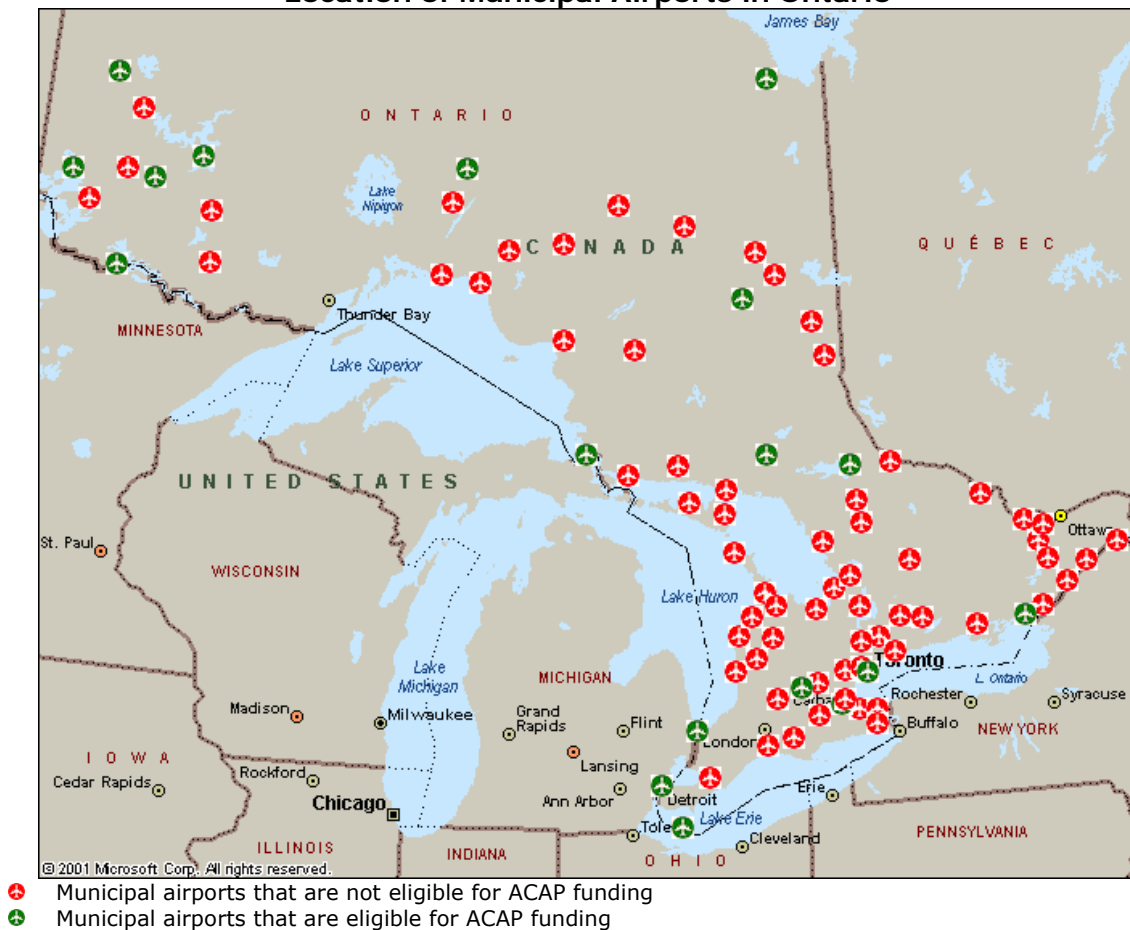 Location of Municipal Airports in Ontario
James Bay
ONTARIO
Lake
Nipigon
CANADA
QUÉBEC
Thunder Bay
MINNESOTA
Lake Superior
UNITED STATES
Ottawa
St. Paul
WISCONSIN
Lake Huron
Toronto
Lake
Michigan
MICHIGAN
L. Ontario
Rochester
Syracuse
Madison
Milwaukee
Grand
Rapids
Flint
London
Buffalo
NEW YORK
IOWA
Lansing
Cedar Rapids
Rockford
Ann Arbor
Detroit
Erie
Chicago
Lake Erie
Tole
Cleveland
PENNSYLVANIA
ILLINOIS
INDIANA
OHIO
© 2001 Microsoft Corp. All rights reserved.
Municipal airports that are not eligible for ACAP funding
Municipal airports that are eligible for ACAP funding